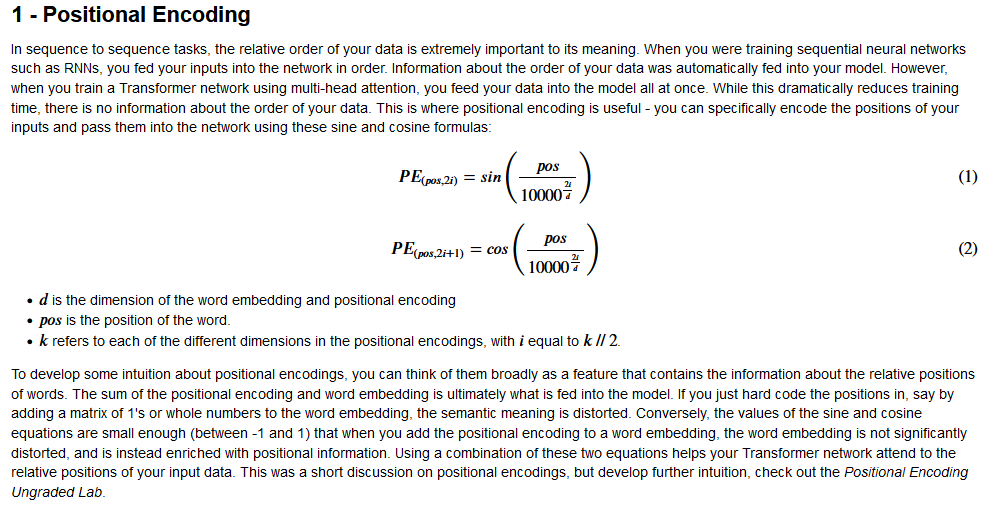 1 - Positional Encoding
In sequence to sequence tasks, the relative order of your data is extremely important to its meaning. When you were training sequential neural networks
such as RNNs, you fed your inputs into the network in order. Information about the order of your data was automatically fed into your model. However,
when you train a Transformer network using multi-head attention, you feed your data into the model all at once. While this dramatically reduces training
time, there is no information about the order of your data. This is where positional encoding is useful - you can specifically encode the positions of your
inputs and pass them into the network using these sine and cosine formulas:
PE(pos,2i) = sin(pos / 10000^(2i/d)) (1)
PE(pos,2i+1) = cos(pos / 10000^(2i/d)) (2)
• d is the dimension of the word embedding and positional encoding
• pos is the position of the word.
• k refers to each of the different dimensions in the positional encodings, with i equal to k // 2.
To develop some intuition about positional encodings, you can think of them broadly as a feature that contains the information about the relative positions
of words. The sum of the positional encoding and word embedding is ultimately what is fed into the model. If you just hard code the positions in, say by
adding a matrix of 1's or whole numbers to the word embedding, the semantic meaning is distorted. Conversely, the values of the sine and cosine
equations are small enough (between -1 and 1) that when you add the positional encoding to a word embedding, the word embedding is not significantly
distorted, and is instead enriched with positional information. Using a combination of these two equations helps your Transformer network attend to the
relative positions of your input data. This was a short discussion on positional encodings, but develop further intuition, check out the Positional Encoding
Ungraded Lab.